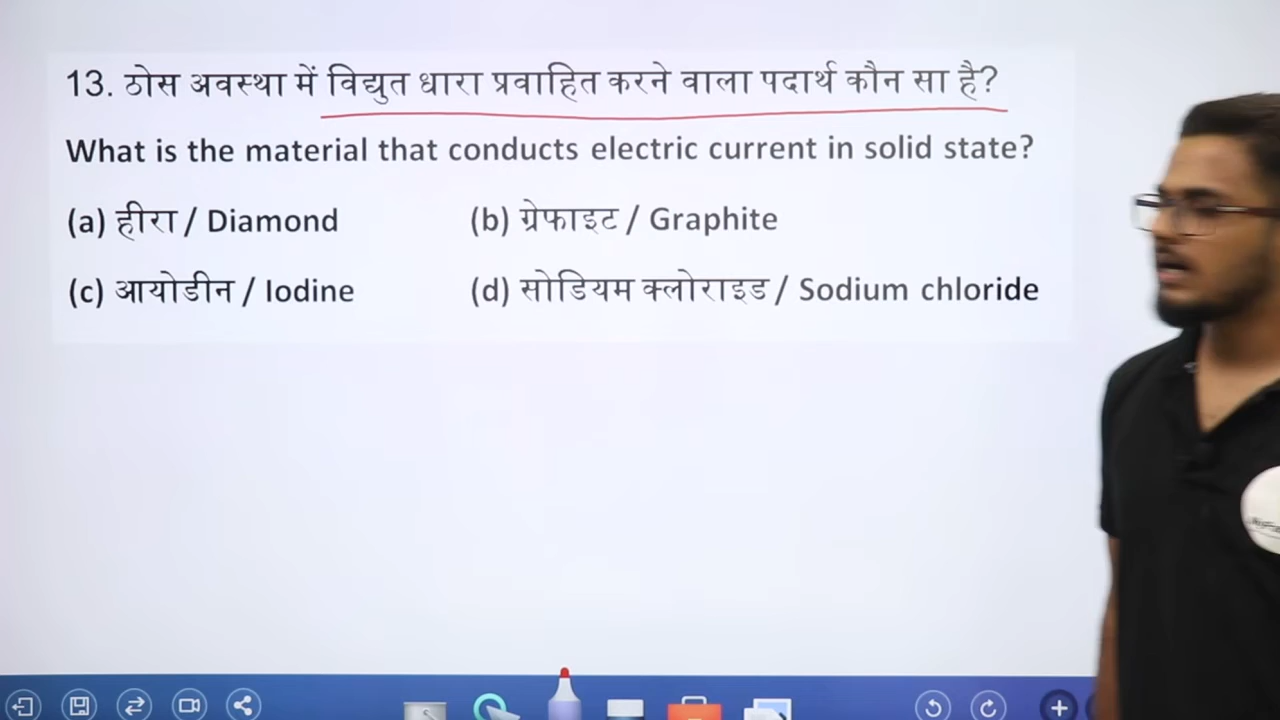 13. ठोस अवस्था में विद्युत धारा प्रवाहित करने वाला पदार्थ कौन सा है?
What is the material that conducts electric current in solid state?
(a) हीरा / Diamond (b) ग्रेफाइट / Graphite
(c) आयोडीन / Iodine (d) सोडियम क्लोराइड / Sodium chloride